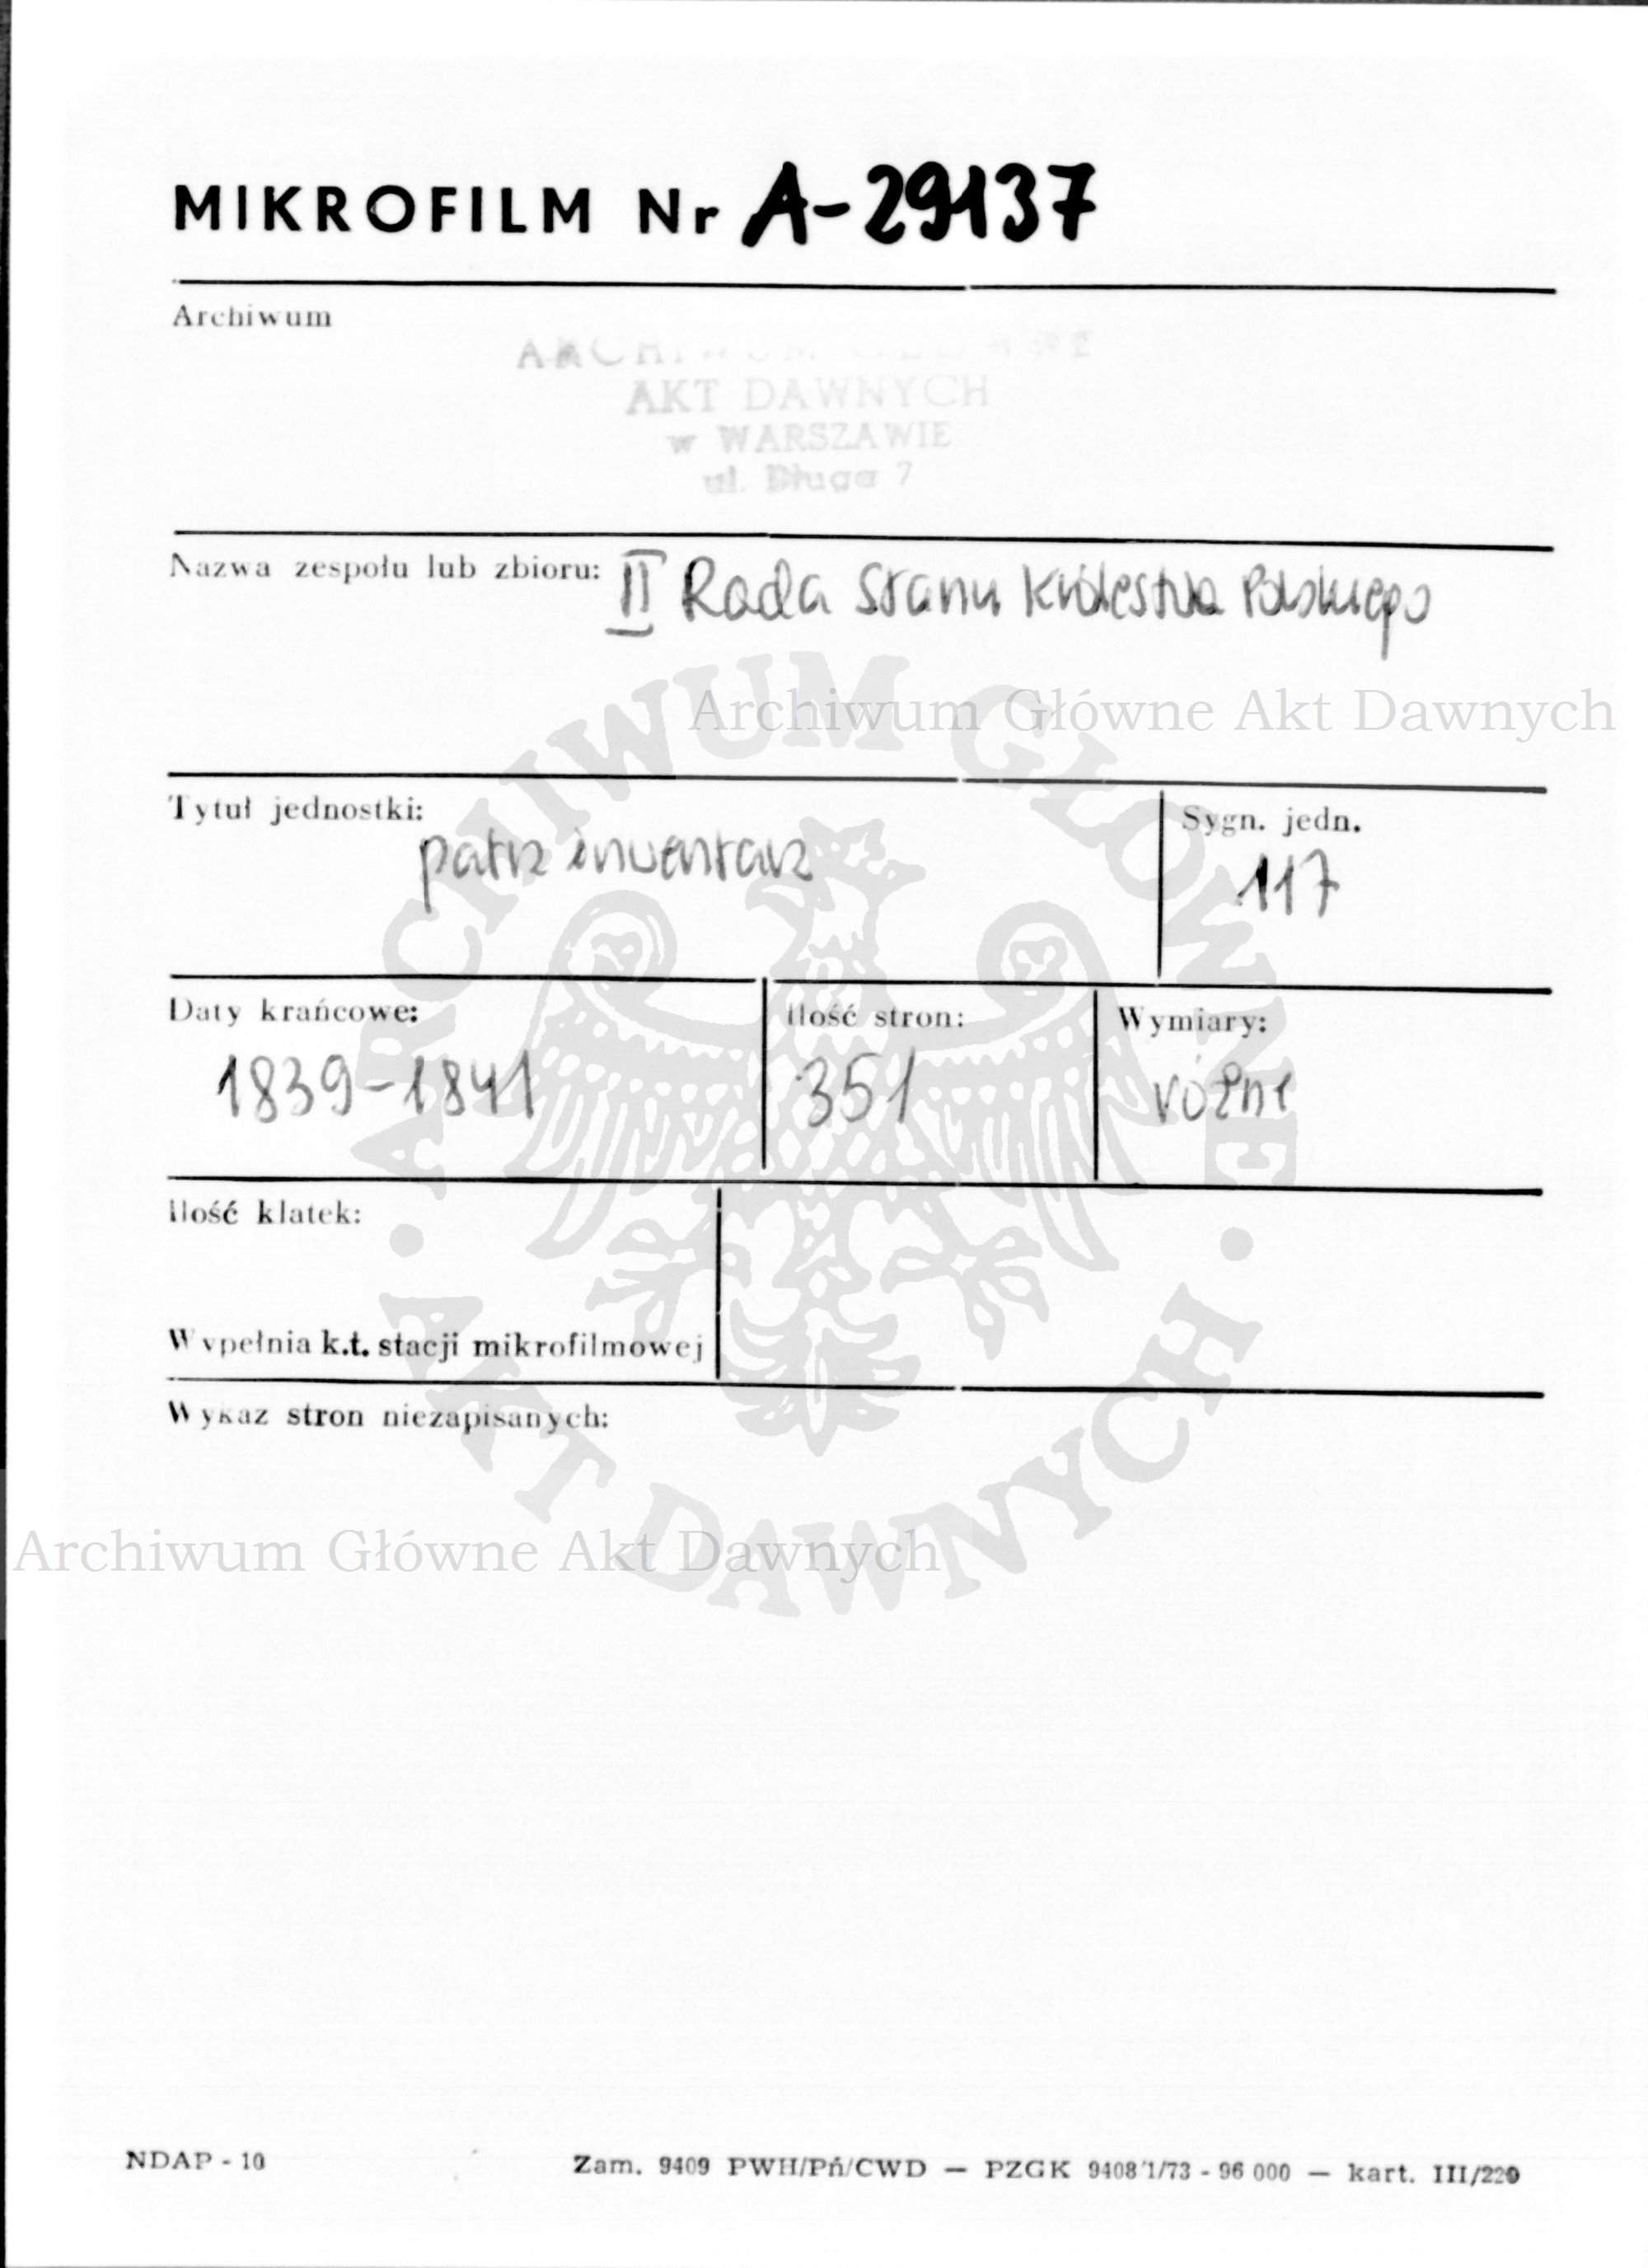 MIKROFILM Nr A-29137
Archiwum
ARCHIWUM GŁÓWNE
AKT DAWNYCH
w WARSZAWIE
ul. Długa 7
Nazwa zespołu lub zbioru: II Rada Stanu Królestwa Polskiego
Archiwum Główne Akt Dawnych
Tytuł jednostki: Sygn. jedn.
patrz inwentarz 117
Daty krańcowe: Ilość stron: Wymiary:
1839-1841 351 różne
Ilość klatek:
Wypełnia k.t. stacji mikrofilmowej
Wykaz stron niezapisanych:
ARCHIWUM GŁÓWNE
AKT DAWNYCH
Archiwum Główne Akt Dawnych
NDAP - 10 Zam. 9409 PWH/Pń/CWD — PZGK 9408/1/73 - 96 000 — kart. III/220